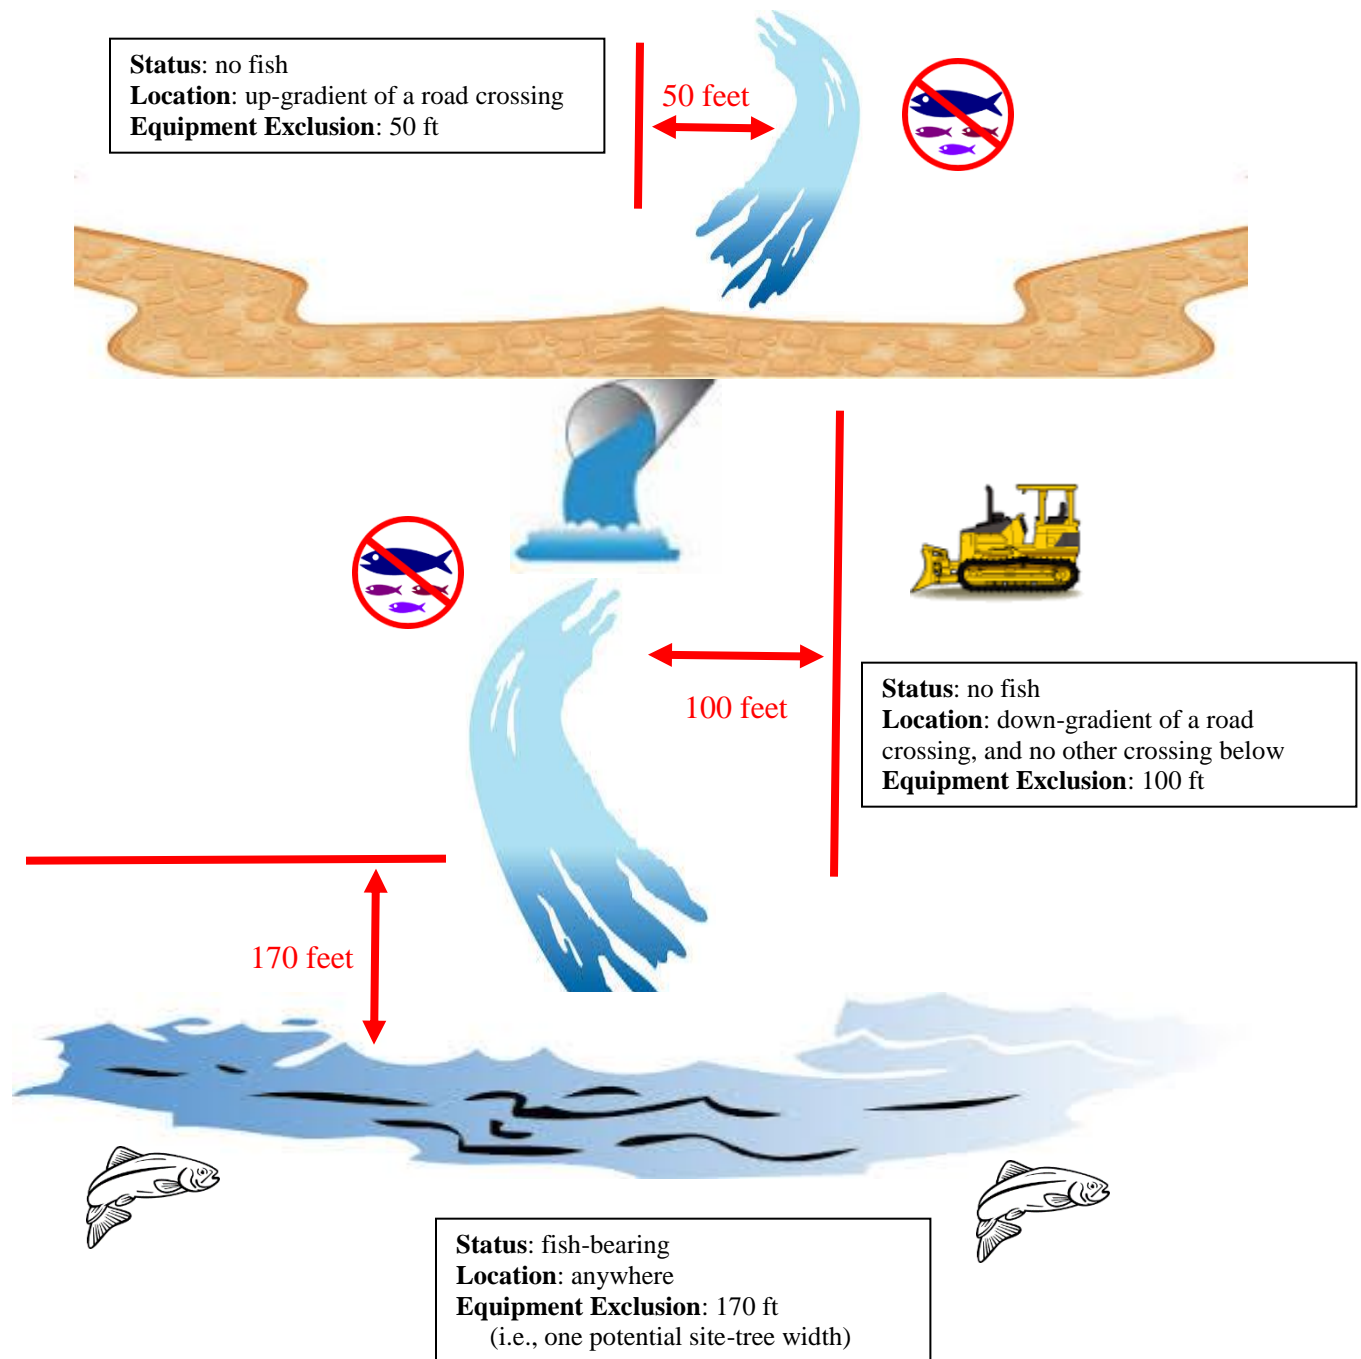 Status: no fish
Location: up-gradient of a road crossing
Equipment Exclusion: 50 ft
50 feet
100 feet
Status: no fish
Location: down-gradient of a road
crossing, and no other crossing below
Equipment Exclusion: 100 ft
170 feet
Status: fish-bearing
Location: anywhere
Equipment Exclusion: 170 ft
(i.e., one potential site-tree width)